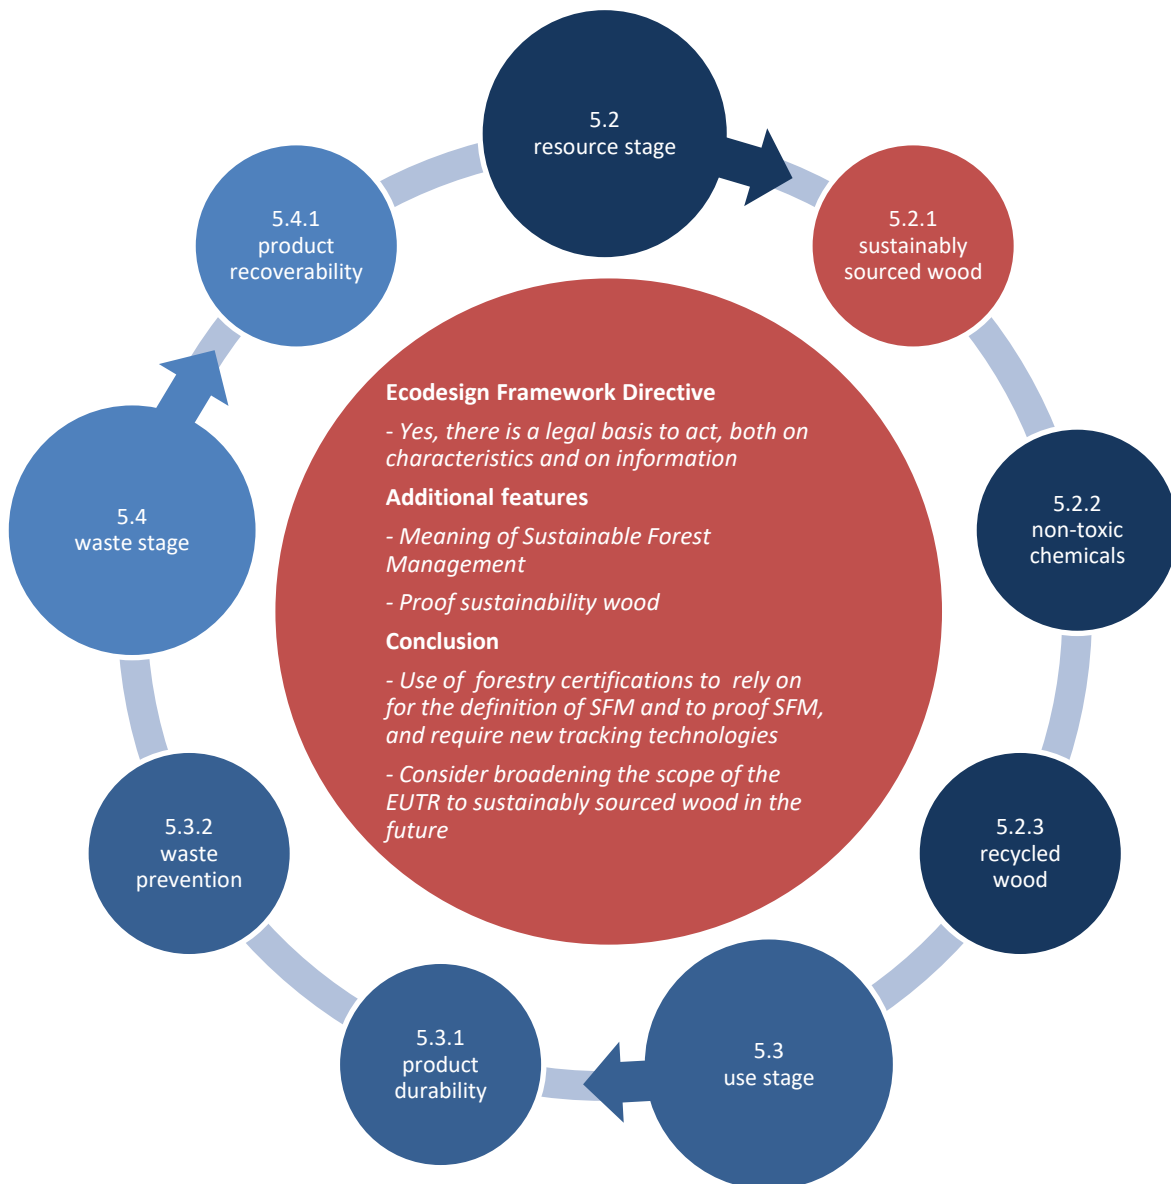 5.2
resource stage
5.2.1
sustainably
sourced wood
5.2.2
non-toxic
chemicals
5.2.3
recycled
wood
5.3
use stage
5.3.1
product
durability
5.3.2
waste
prevention
5.4
waste stage
5.4.1
product
recoverability
Ecodesign Framework Directive
- Yes, there is a legal basis to act, both on
characteristics and on information
Additional features
- Meaning of Sustainable Forest
Management
- Proof sustainability wood
Conclusion
- Use of forestry certifications to rely on
for the definition of SFM and to proof SFM,
and require new tracking technologies
- Consider broadening the scope of the
EUTR to sustainably sourced wood in the
future